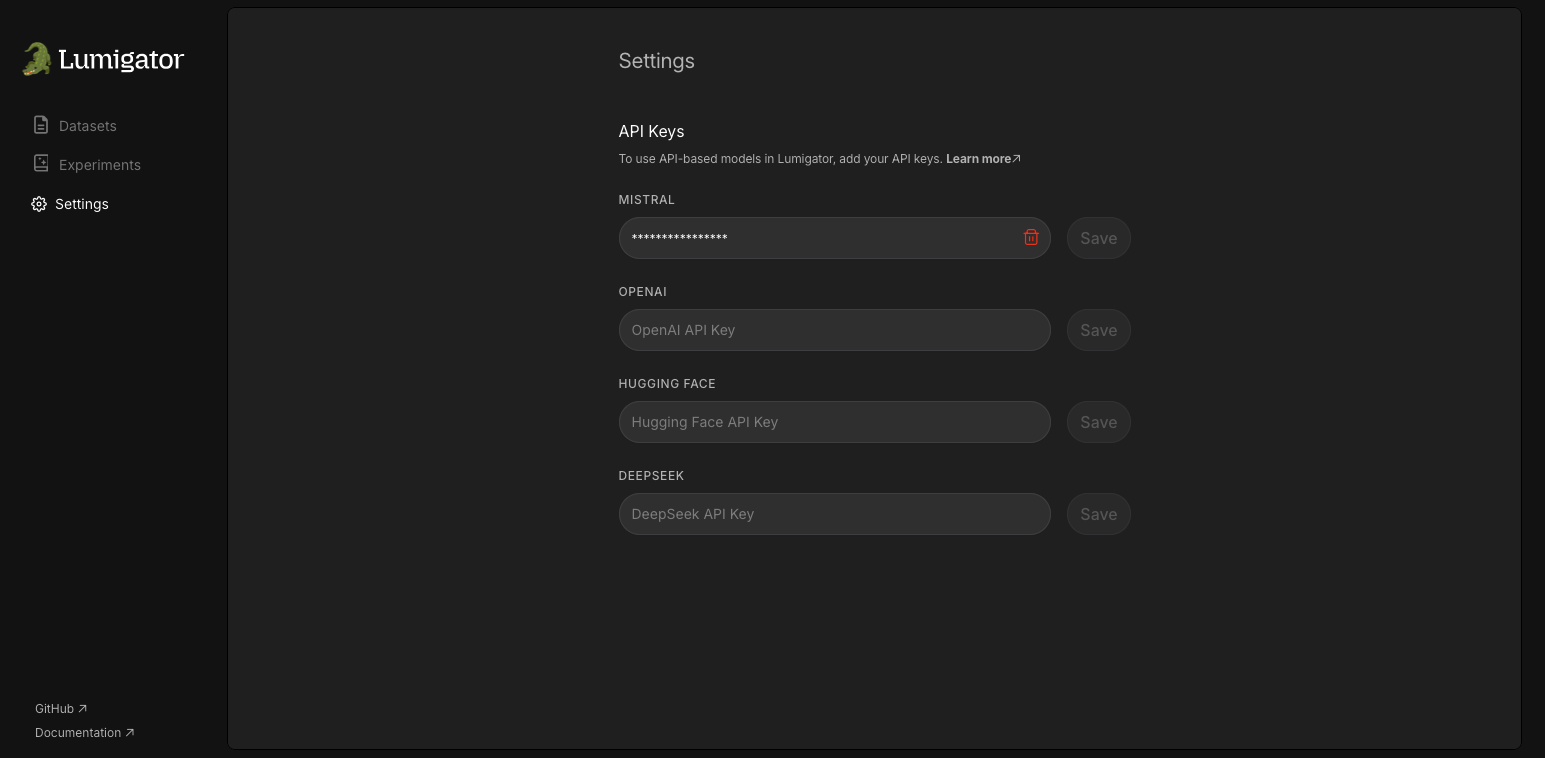 Lumigator
Datasets
Experiments
Settings
GitHub ↗
Documentation ↗
Settings
API Keys
To use API-based models in Lumigator, add your API keys. Learn more↗
MISTRAL
**************** Save
OPENAI
OpenAI API Key Save
HUGGING FACE
Hugging Face API Key Save
DEEPSEEK
DeepSeek API Key Save